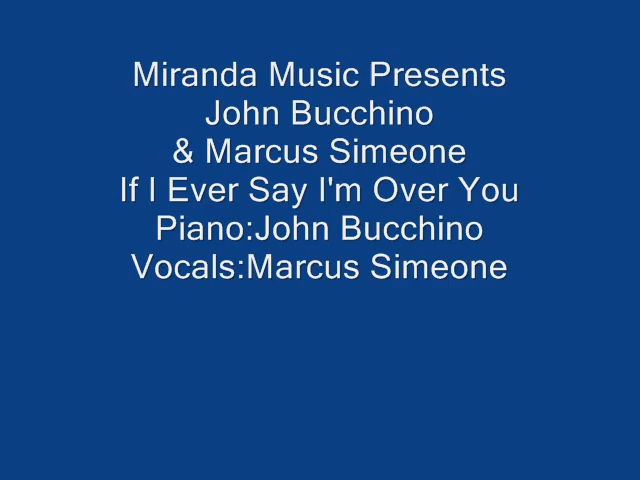 Miranda Music Presents
John Bucchino
& Marcus Simeone
If I Ever Say I'm Over You
Piano:John Bucchino
Vocals:Marcus Simeone